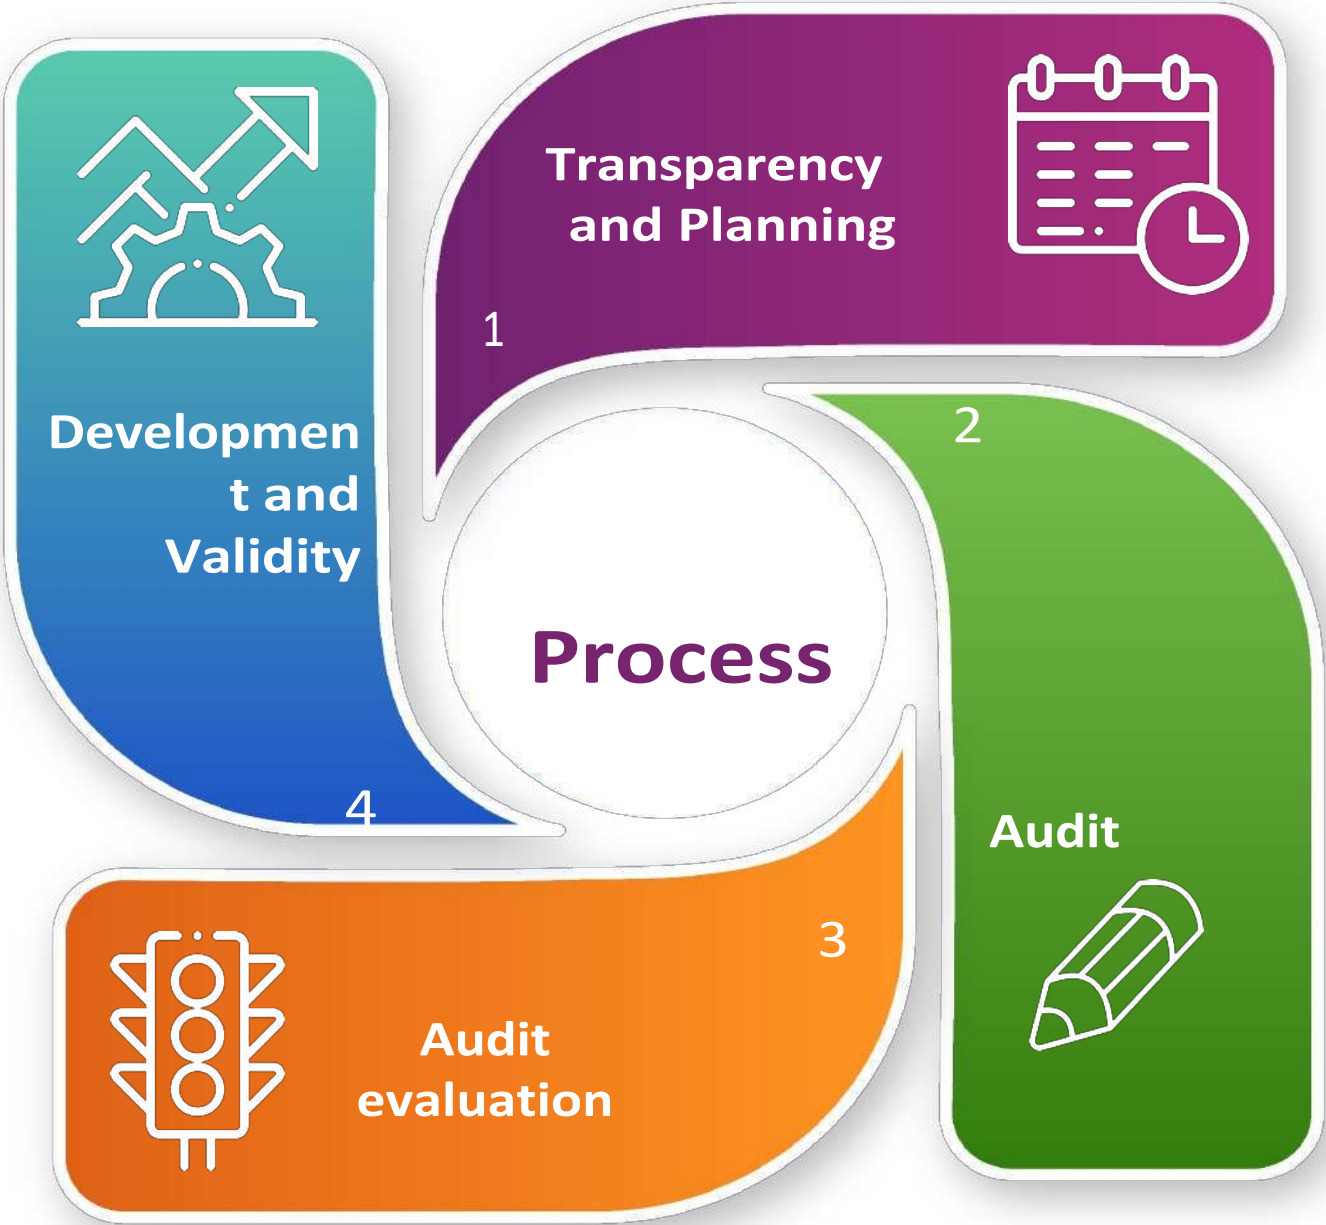 1
Transparency
and Planning
2
Audit
3
Audit
evaluation
4
Developmen
t and
Validity
Process